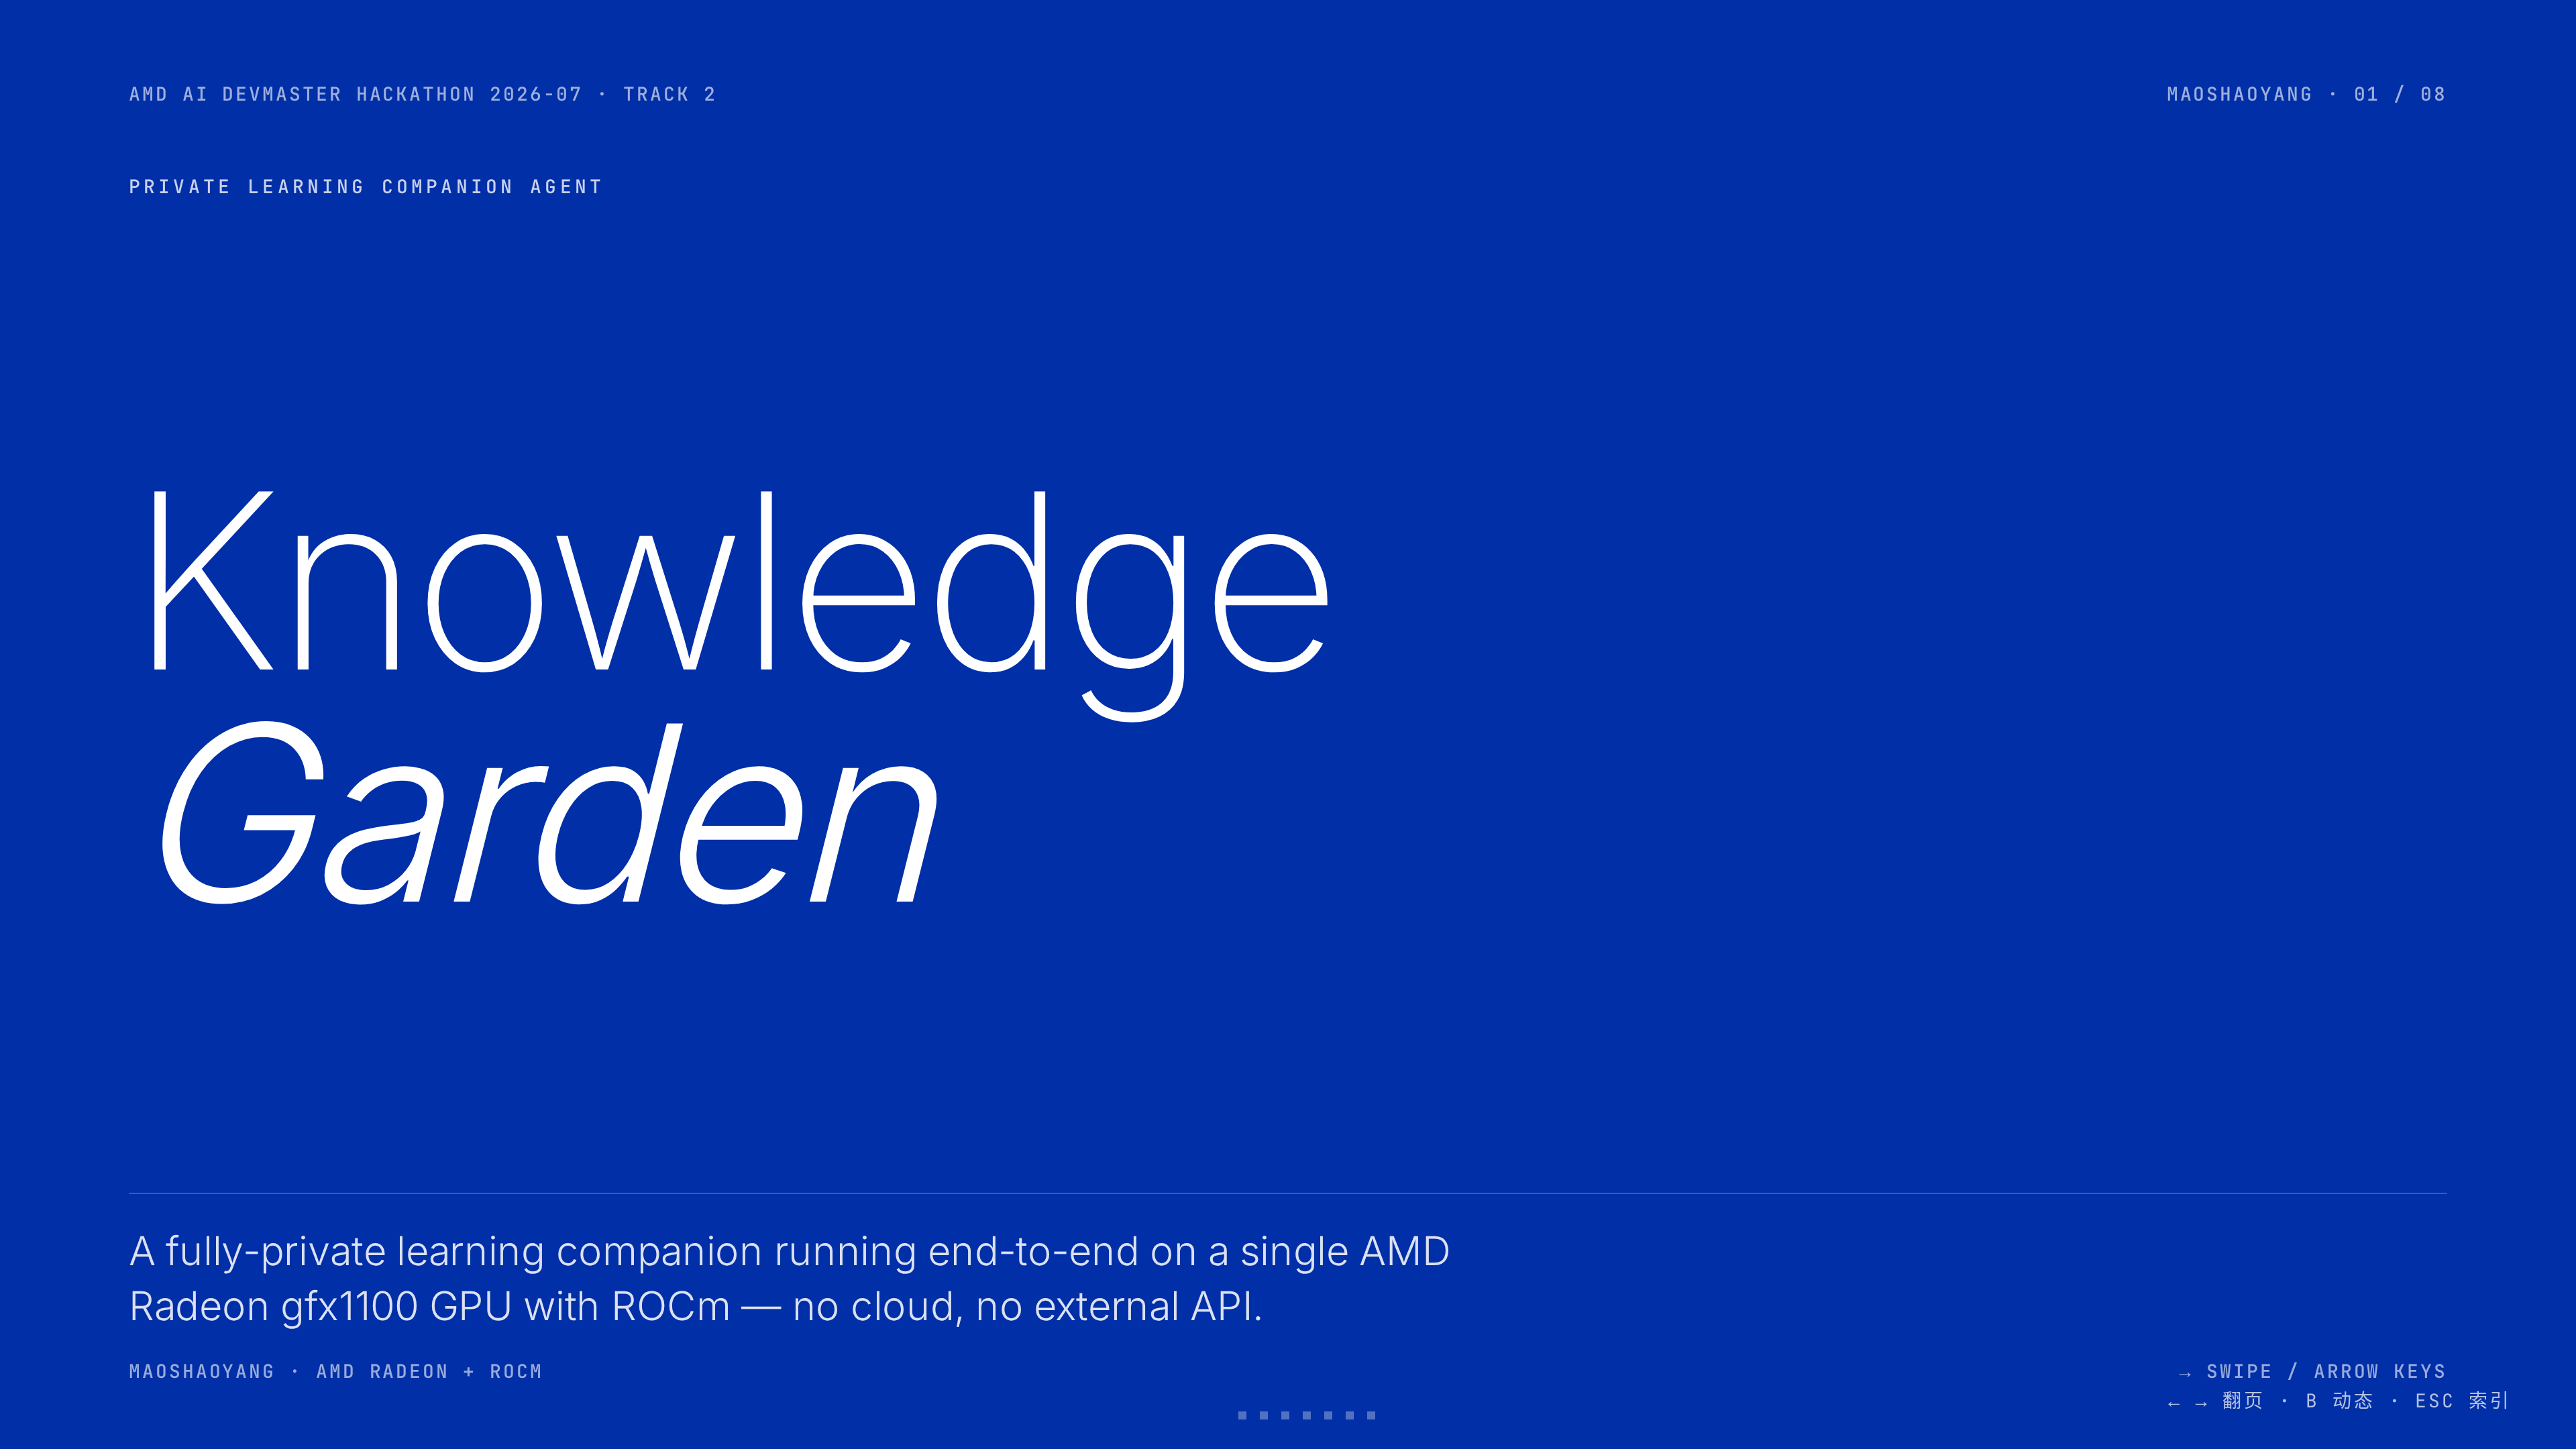 AMD AI DEVMASTER HACKATHON 2026-07 · TRACK 2
MAOSHAOYANG · 01 / 08
PRIVATE LEARNING COMPANION AGENT
Knowledge
Garden
A fully-private learning companion running end-to-end on a single AMD
Radeon gfx1100 GPU with ROCm — no cloud, no external API.
MAOSHAOYANG · AMD RADEON + ROCM
→ SWIPE / ARROW KEYS
← → 翻页 · B 动态 · ESC 索引